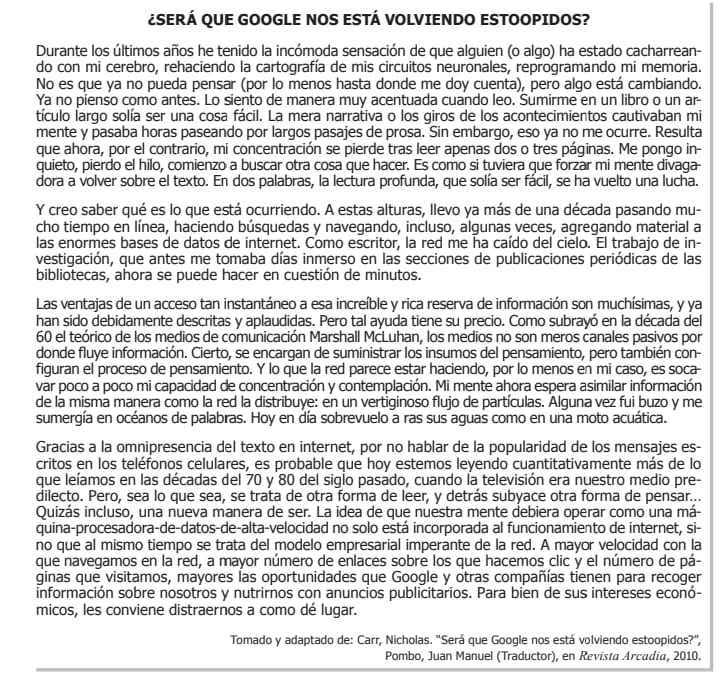 ¿SERÁ QUE GOOGLE NOS ESTÁ VOLVIENDO ESTOOPIDOS?
Durante los últimos años he tenido la incómoda sensación de que alguien (o algo) ha estado cacharrean-
do con mi cerebro, rehaciendo la cartografía de mis circuitos neuronales, reprogramando mi memoria.
No es que ya no pueda pensar (por lo menos hasta donde me doy cuenta), pero algo está cambiando.
Ya no pienso como antes. Lo siento de manera muy acentuada cuando leo. Sumirme en un libro o un ar-
tículo largo solía ser una cosa fácil. La mera narrativa o los giros de los acontecimientos cautivaban mi
mente y pasaba horas paseando por largos pasajes de prosa. Sin embargo, eso ya no me ocurre. Resulta
que ahora, por el contrario, mi concentración se pierde tras leer apenas dos o tres páginas. Me pongo in-
quieto, pierdo el hilo, comienzo a buscar otra cosa que hacer. Es como si tuviera que forzar mi mente divaga-
dora a volver sobre el texto. En dos palabras, la lectura profunda, que solía ser fácil, se ha vuelto una lucha.
Y creo saber qué es lo que está ocurriendo. A estas alturas, llevo ya más de una década pasando mu-
cho tiempo en línea, haciendo búsquedas y navegando, incluso, algunas veces, agregando material a
las enormes bases de datos de internet. Como escritor, la red me ha caído del cielo. El trabajo de in-
vestigación, que antes me tomaba días inmerso en las secciones de publicaciones periódicas de las
bibliotecas, ahora se puede hacer en cuestión de minutos.
Las ventajas de un acceso tan instantáneo a esa increíble y rica reserva de información son muchísimas, y ya
han sido debidamente descritas y aplaudidas. Pero tal ayuda tiene su precio. Como subrayó en la década del
60 el teórico de los medios de comunicación Marshall McLuhan, los medios no son meros canales pasivos por
donde fluye información. Cierto, se encargan de suministrar los insumos del pensamiento, pero también con-
figuran el proceso de pensamiento. Y lo que la red parece estar haciendo, por lo menos en mi caso, es soca-
var poco a poco mi capacidad de concentración y contemplación. Mi mente ahora espera asimilar información
de la misma manera como la red la distribuye: en un vertiginoso flujo de partículas. Alguna vez fui buzo y me
sumergía en océanos de palabras. Hoy en día sobrevuelo a ras sus aguas como en una moto acuática.
Gracias a la omnipresencia del texto en internet, por no hablar de la popularidad de los mensajes es-
critos en los teléfonos celulares, es probable que hoy estemos leyendo cuantitativamente más de lo
que leíamos en las décadas del 70 y 80 del siglo pasado, cuando la televisión era nuestro medio pre-
dilecto. Pero, sea lo que sea, se trata de otra forma de leer, y detrás subyace otra forma de pensar...
Quizás incluso, una nueva manera de ser. La idea de que nuestra mente debiera operar como una má-
quina-procesadora-de-datos-de-alta-velocidad no solo está incorporada al funcionamiento de internet, si-
no que al mismo tiempo se trata del modelo empresarial imperante de la red. A mayor velocidad con la
que navegamos en la red, a mayor número de enlaces sobre los que hacemos clic y el número de pá-
ginas que visitamos, mayores las oportunidades que Google y otras compañías tienen para recoger
información sobre nosotros y nutrirnos con anuncios publicitarios. Para bien de sus intereses econó-
micos, les conviene distraernos a como dé lugar.
Tomado y adaptado de: Carr, Nicholas. "Será que Google nos está volviendo estoopidos?",
Pombo, Juan Manuel (Traductor), en Revista Arcadia, 2010.